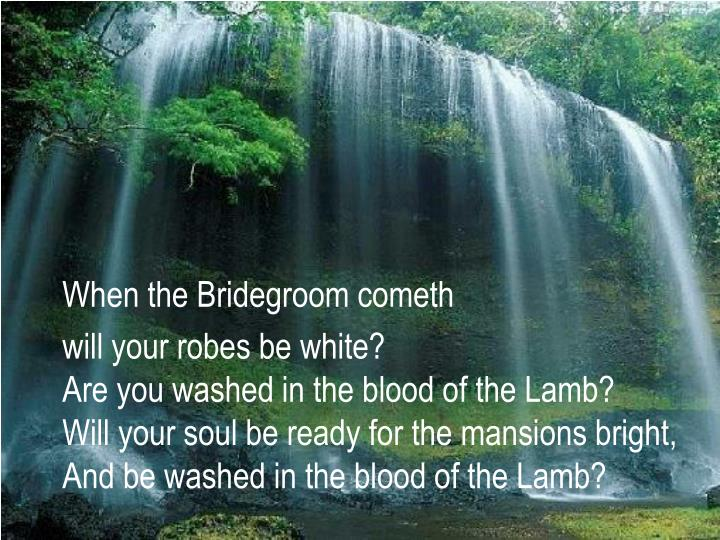 When the Bridegroom cometh
will your robes be white?
Are you washed in the blood of the Lamb?
Will your soul be ready for the mansions bright,
And be washed in the blood of the Lamb?